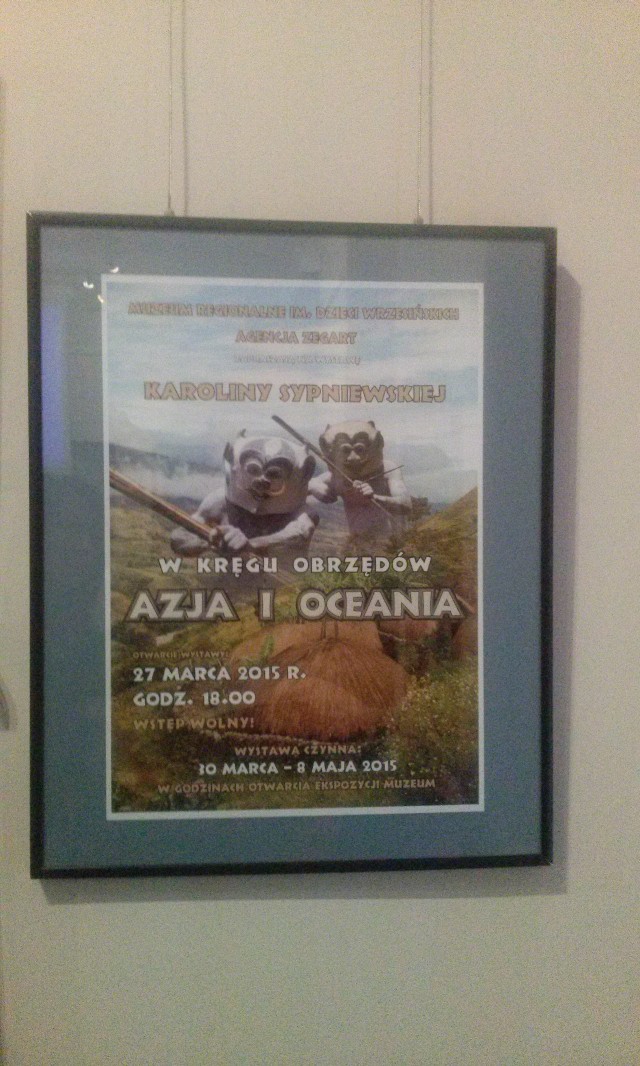 MUZEUM REGIONALNE IM. DZIECI WRZESIŃSKICH
AGENCJA ZEGART
KAROLINY SYPNIEWSKIEJ
W KRĘGU OBRZĘDÓW
AZJA I OCEANIA
OTWARCIE WYSTAWY:
27 MARCA 2015 R.
GODZ. 18.00
WSTĘP WOLNY!
WYSTAWA CZYNNA:
30 MARCA – 8 MAJA 2015
W GODZINACH OTWARCIA EKSPOZYCJI MUZEUM